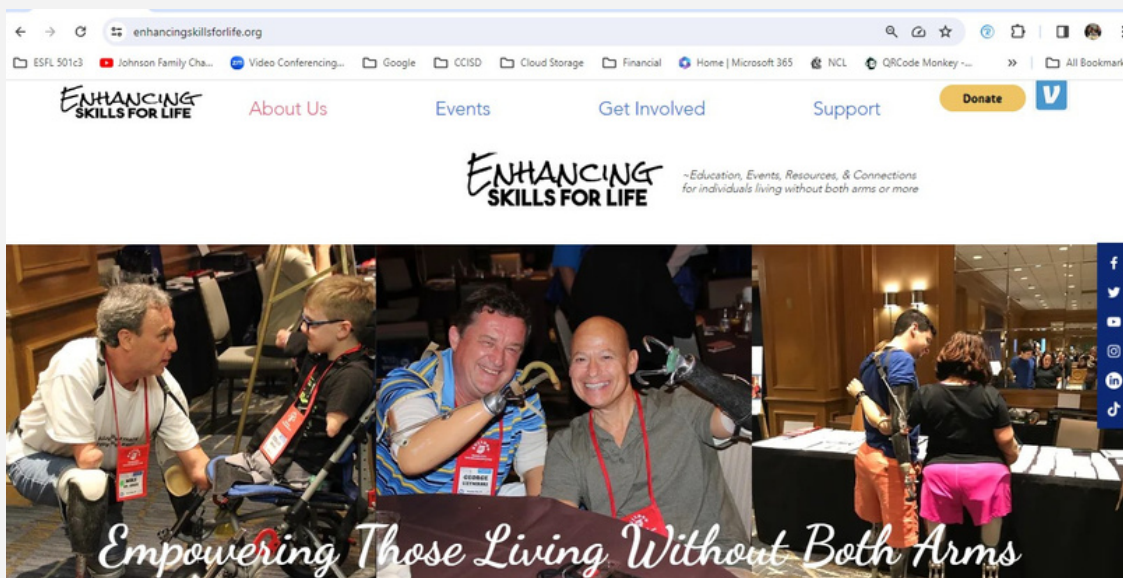 enhancingskillsforlife.org
ESFL 501c3 Johnson Family Cha... Video Conferencing... Google CCISD Cloud Storage Financial Home | Microsoft 365 NCL QRCode Monkey -... » All Bookmark
ENHANCING
SKILLS FOR LIFE
About Us Events Get Involved Support Donate
ENHANCING
SKILLS FOR LIFE
~Education, Events, Resources, & Connections
for individuals living without both arms or more
GEORGE
Empowering Those Living Without Both Arms